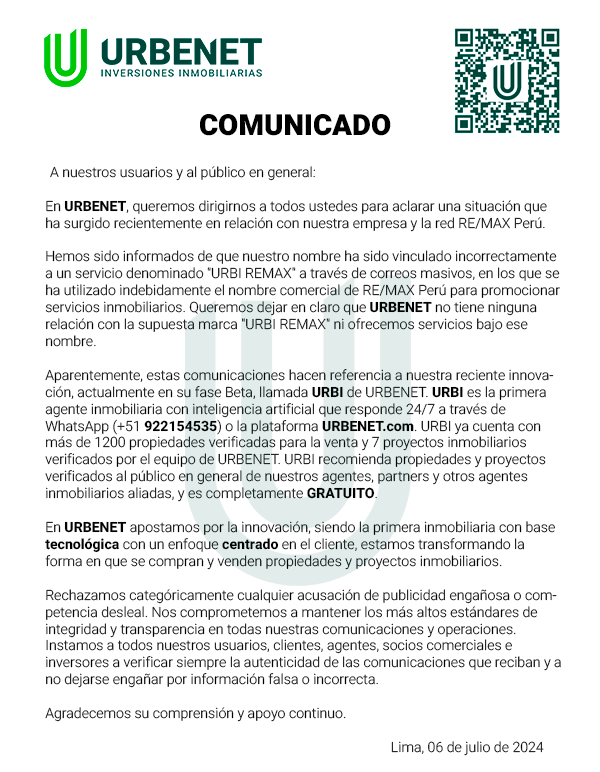 URBENET
INVERSIONES INMOBILIARIAS
COMUNICADO
A nuestros usuarios y al público en general:
En URBENET, queremos dirigirnos a todos ustedes para aclarar una situación que
ha surgido recientemente en relación con nuestra empresa y la red RE/MAX Perú.
Hemos sido informados de que nuestro nombre ha sido vinculado incorrectamente
a un servicio denominado "URBI REMAX" a través de correos masivos, en los que se
ha utilizado indebidamente el nombre comercial de RE/MAX Perú para promocionar
servicios inmobiliarios. Queremos dejar en claro que URBENET no tiene ninguna
relación con la supuesta marca "URBI REMAX" ni ofrecemos servicios bajo ese
nombre.
Aparentemente, estas comunicaciones hacen referencia a nuestra reciente innova-
ción, actualmente en su fase Beta, llamada URBI de URBENET. URBI es la primera
agente inmobiliaria con inteligencia artificial que responde 24/7 a través de
WhatsApp (+51 922154535) o la plataforma URBENET.com. URBI ya cuenta con
más de 1200 propiedades verificadas para la venta y 7 proyectos inmobiliarios
verificados por el equipo de URBENET. URBI recomienda propiedades y proyectos
verificados al público en general de nuestros agentes, partners y otros agentes
inmobiliarios aliadas, y es completamente GRATUITO.
En URBENET apostamos por la innovación, siendo la primera inmobiliaria con base
tecnológica con un enfoque centrado en el cliente, estamos transformando la
forma en que se compran y venden propiedades y proyectos inmobiliarios.
Rechazamos categóricamente cualquier acusación de publicidad engañosa o com-
petencia desleal. Nos comprometemos a mantener los más altos estándares de
integridad y transparencia en todas nuestras comunicaciones y operaciones.
Instamos a todos nuestros usuarios, clientes, agentes, socios comerciales e
inversores a verificar siempre la autenticidad de las comunicaciones que reciban y a
no dejarse engañar por información falsa o incorrecta.
Agradecemos su comprensión y apoyo continuo.
Lima, 06 de julio de 2024